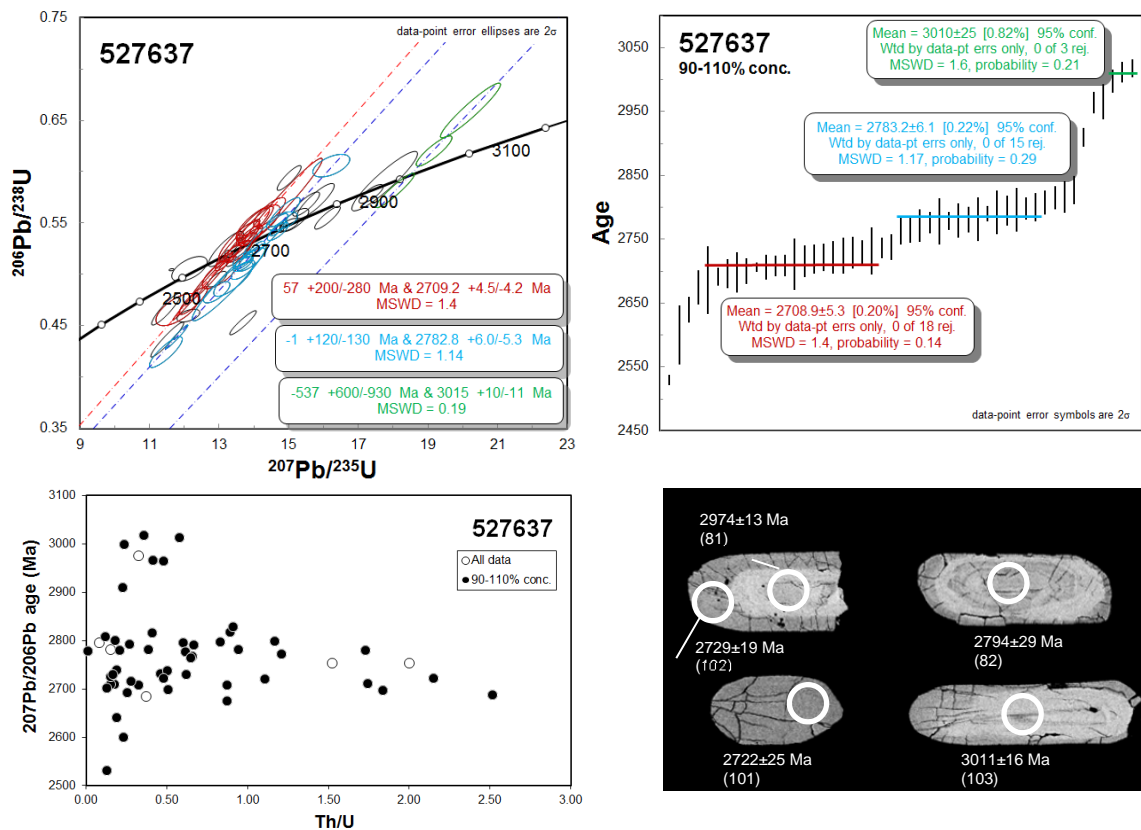 527637
data-point error ellipses are 2σ
0.75
0.65
0.55
0.45
0.35
206Pb/238U
2500
2700
2900
3100
57 +200/-280 Ma & 2709.2 +4.5/-4.2 Ma
MSWD = 1.4
-1 +120/-130 Ma & 2782.8 +6.0/-5.3 Ma
MSWD = 1.14
-537 +600/-930 Ma & 3015 +10/-11 Ma
MSWD = 0.19
9 11 13 15 17 19 21 23
207Pb/235U
527637
90-110% conc.
3050
2950
2850
2750
2650
2550
2450
Age
Mean = 3010±25 [0.82%] 95% conf.
Wtd by data-pt errs only, 0 of 3 rej.
MSWD = 1.6, probability = 0.21
Mean = 2783.2±6.1 [0.22%] 95% conf.
Wtd by data-pt errs only, 0 of 15 rej.
MSWD = 1.17, probability = 0.29
Mean = 2708.9±5.3 [0.20%] 95% conf.
Wtd by data-pt errs only, 0 of 18 rej.
MSWD = 1.4, probability = 0.14
data-point error symbols are 2σ
527637
All data
90-110% conc.
3100
3000
2900
2800
2700
2600
2500
207Pb/206Pb age (Ma)
0.00 0.50 1.00 1.50 2.00 2.50 3.00
Th/U
2974±13 Ma
(81)
2729±19 Ma
(102)
2794±29 Ma
(82)
2722±25 Ma
(101)
3011±16 Ma
(103)